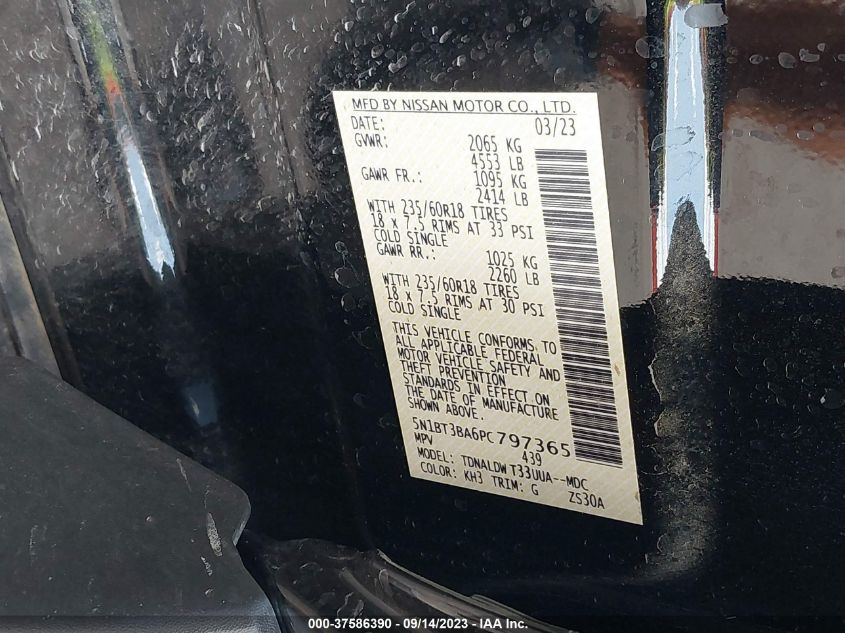 MFD BY NISSAN MOTOR CO., LTD.
DATE: 03/23
GVWR: 2065 KG
4553 LB
GAWR FR.: 1095 KG
2414 LB
WITH 235/60R18 TIRES
18 x 7.5 RIMS AT 33 PSI
COLD SINGLE
GAWR RR.: 1025 KG
2260 LB
WITH 235/60R18 TIRES
18 x 7.5 RIMS AT 30 PSI
COLD SINGLE
THIS VEHICLE CONFORMS TO
ALL APPLICABLE FEDERAL
MOTOR VEHICLE SAFETY AND
THEFT PREVENTION
STANDARDS IN EFFECT ON
THE DATE OF MANUFACTURE
SHOWN ABOVE.
5N1BT3BA6PC797365
MPV 439
MODEL: TDNALDW T33UUA--MDC
COLOR: KH3 TRIM: G ZS30A
000-37586390 - 09/14/2023 - IAA Inc.